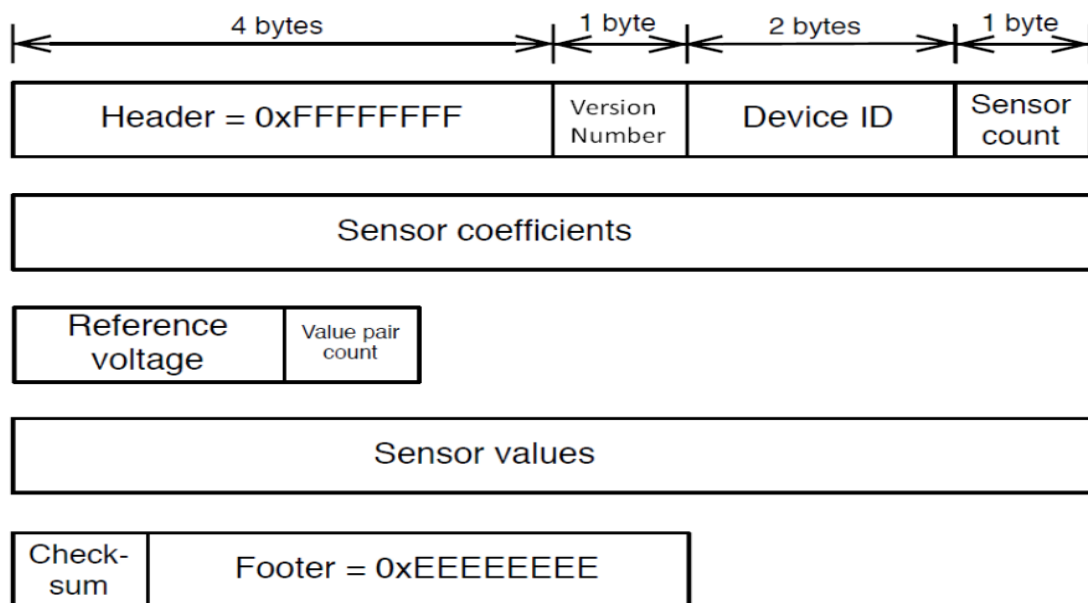 4 bytes 1 byte 2 bytes 1 byte
Header = 0xFFFFFFFF Version Number Device ID Sensor count
Sensor coefficients
Reference voltage Value pair count
Sensor values
Check-sum Footer = 0xEEEEEEEE